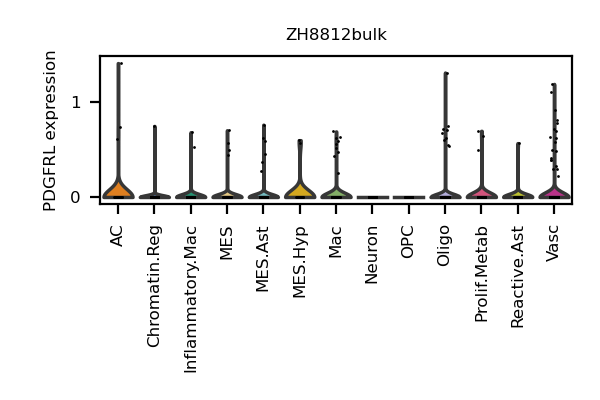 ZH8812bulk
PDGFRL expression
1
0
AC
Chromatin.Reg
Inflammatory.Mac
MES
MES.Ast
MES.Hyp
Mac
Neuron
OPC
Oligo
Prolif.Metab
Reactive.Ast
Vasc